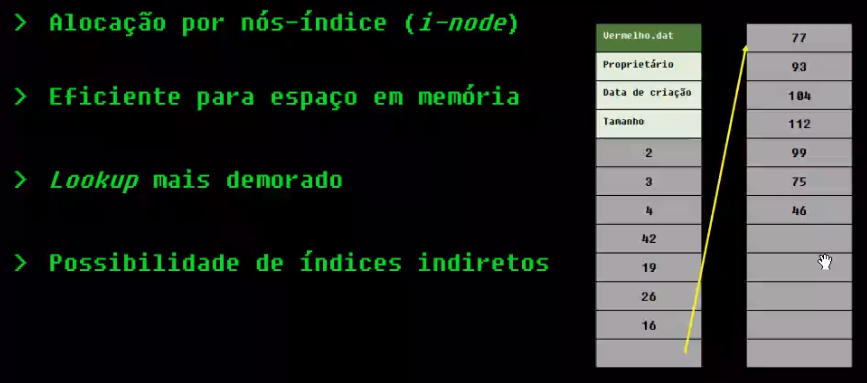 > Alocação por nós-índice (i-node)
> Eficiente para espaço em memória
> Lookup mais demorado
> Possibilidade de índices indiretos
Vermelho.dat
Proprietário
Data de criação
Tamanho
2
3
4
42
19
26
16
77
93
104
112
99
75
46